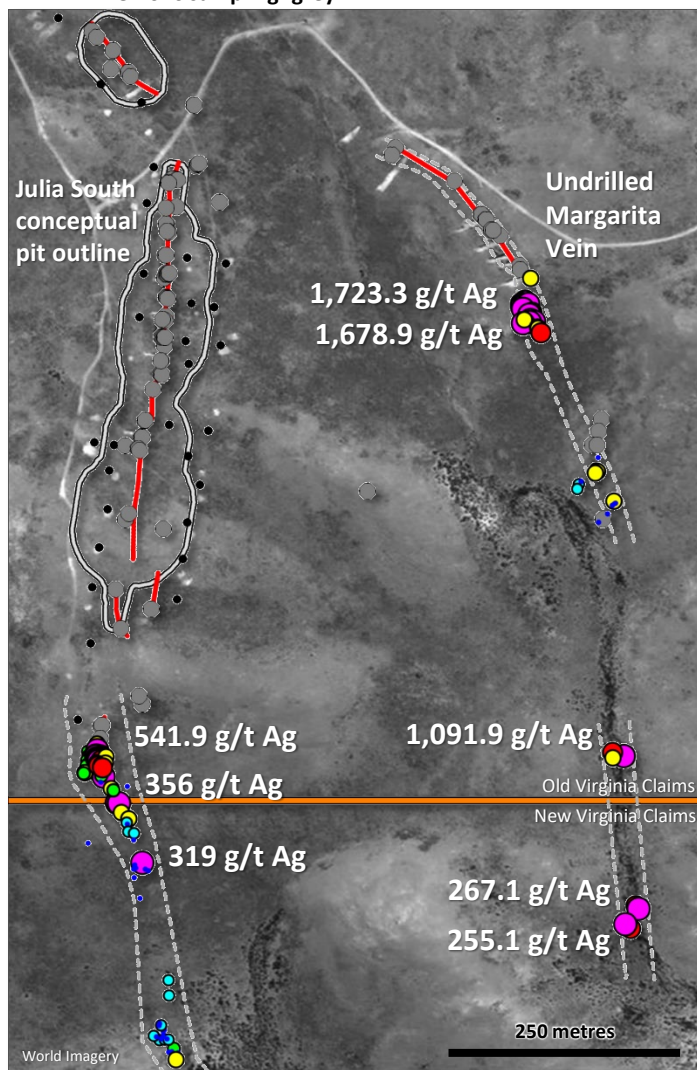 Julia South
conceptual
pit outline
Undrilled
Margarita
Vein
1,723.3 g/t Ag
1,678.9 g/t Ag
541.9 g/t Ag
1,091.9 g/t Ag
356 g/t Ag
Old Virginia Claims
New Virginia Claims
319 g/t Ag
267.1 g/t Ag
255.1 g/t Ag
250 metres
World Imagery